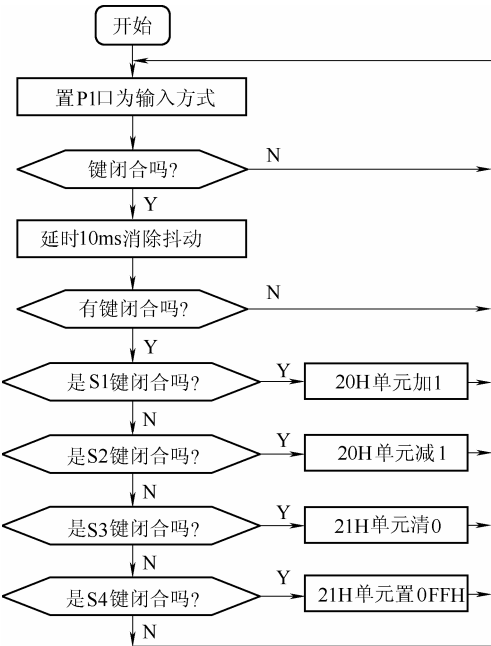 开始
置P1口为输入方式
键闭合吗?
N
Y
延时10ms消除抖动
有键闭合吗?
N
Y
是S1键闭合吗?
Y
20H单元加1
N
是S2键闭合吗?
Y
20H单元减1
N
是S3键闭合吗?
Y
21H单元清0
N
是S4键闭合吗?
Y
21H单元置0FFH
N